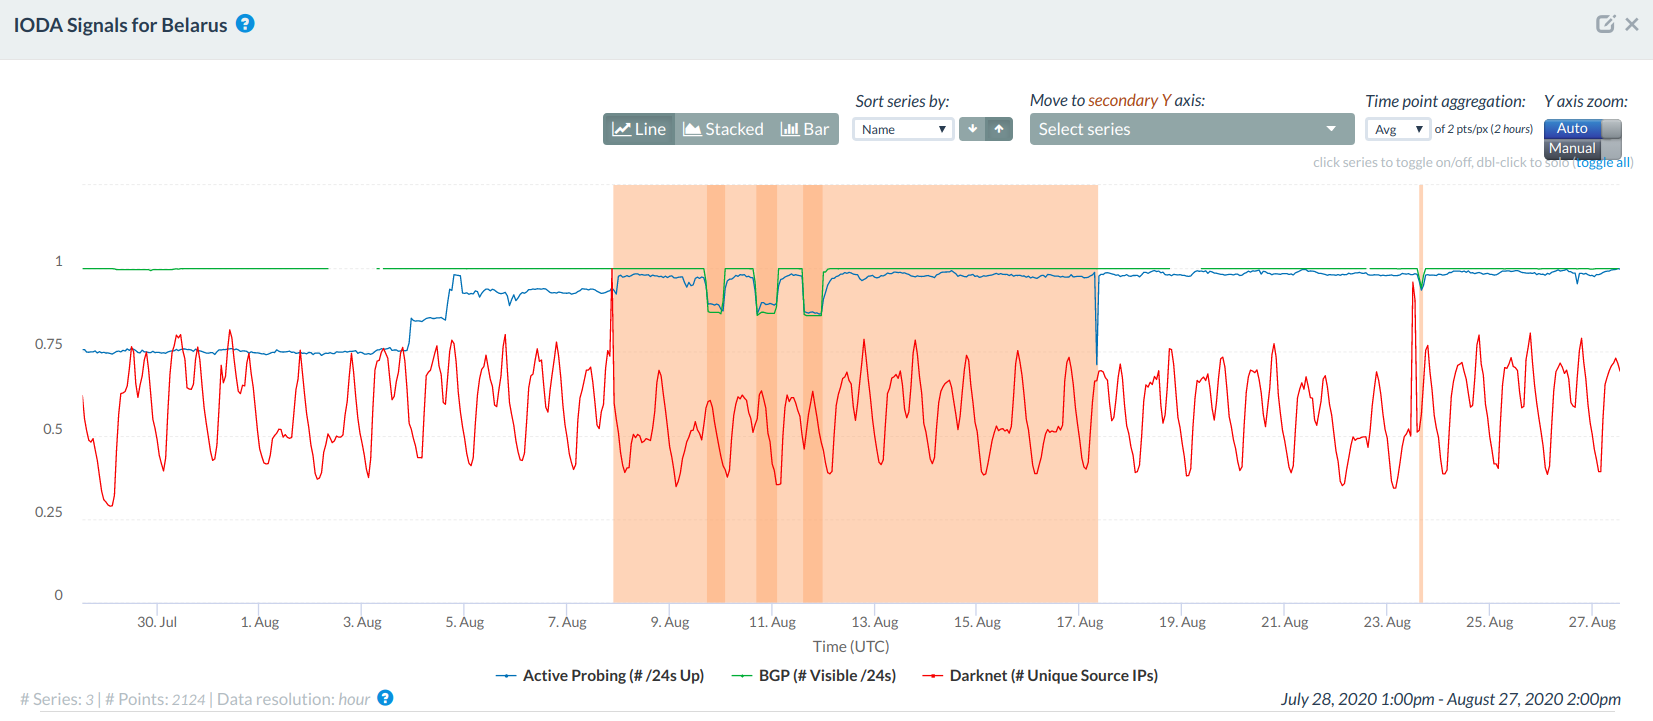 IODA Signals for Belarus ?
Sort series by: Move to secondary Y axis: Time point aggregation: Y axis zoom:
Line Stacked Bar Name Select series Avg of 2 pts/px (2 hours) Auto
Manual
click series to toggle on/off, dbl-click to solo (toggle all)
1
0.75
0.5
0.25
0
30. Jul 1. Aug 3. Aug 5. Aug 7. Aug 9. Aug 11. Aug 13. Aug 15. Aug 17. Aug 19. Aug 21. Aug 23. Aug 25. Aug 27. Aug
Time (UTC)
Active Probing (# /24s Up) BGP (# Visible /24s) Darknet (# Unique Source IPs)
# Series: 3 | # Points: 2124 | Data resolution: hour ? July 28, 2020 1:00pm - August 27, 2020 2:00pm